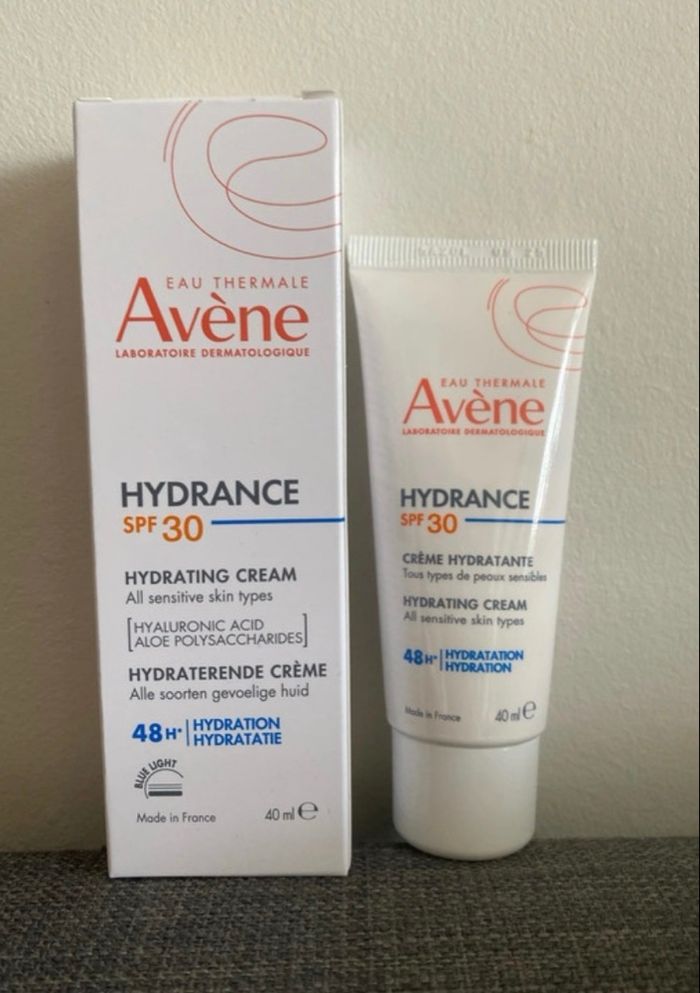 EAU THERMALE
Avène
LABORATOIRE DERMATOLOGIQUE
HYDRANCE
SPF 30
HYDRATING CREAM
All sensitive skin types
[HYALURONIC ACID
ALOE POLYSACCHARIDES]
HYDRATERENDE CRÈME
Alle soorten gevoelige huid
48H* HYDRATION
HYDRATATIE
BLUE LIGHT
Made in France 40 ml ℮
EAU THERMALE
Avène
LABORATOIRE DERMATOLOGIQUE
HYDRANCE
SPF 30
CRÈME HYDRATANTE
Tous types de peaux sensibles
HYDRATING CREAM
All sensitive skin types
48H* HYDRATATION
HYDRATION
Made in France 40 ml ℮